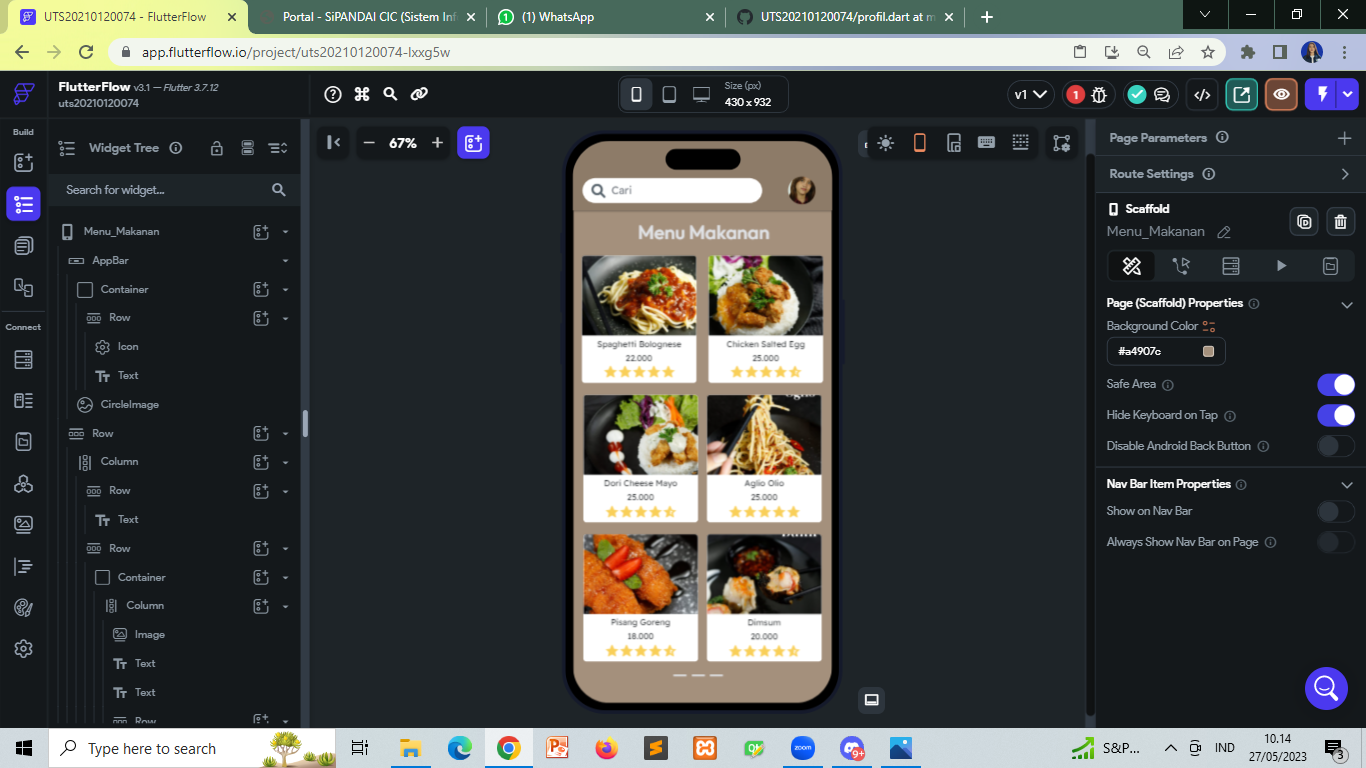 UTS20210120074 - FlutterFlow
Portal - SiPANDAI CIC (Sistem Inf
(1) WhatsApp
UTS20210120074/profil.dart at m
app.flutterflow.io/project/uts20210120074-lxxg5w
FlutterFlow v3.1 — Flutter 3.7.12
uts20210120074
Size (px)
430 x 932
v1
1
Build
Widget Tree
67%
Page Parameters
Search for widget...
Route Settings
Menu_Makanan
AppBar
Container
Row
Icon
Text
CircleImage
Row
Column
Row
Text
Row
Container
Column
Image
Text
Text
Row
Connect
Cari
Menu Makanan
Spaghetti Bolognese
22.000
Chicken Salted Egg
25.000
Dori Cheese Mayo
25.000
Aglio Olio
25.000
Pisang Goreng
18.000
Dimsum
20.000
Scaffold
Menu_Makanan
Page (Scaffold) Properties
Background Color
#a4907c
Safe Area
Hide Keyboard on Tap
Disable Android Back Button
Nav Bar Item Properties
Show on Nav Bar
Always Show Nav Bar on Page
Type here to search
zoom
9+
S&P...
IND
10.14
27/05/2023
3